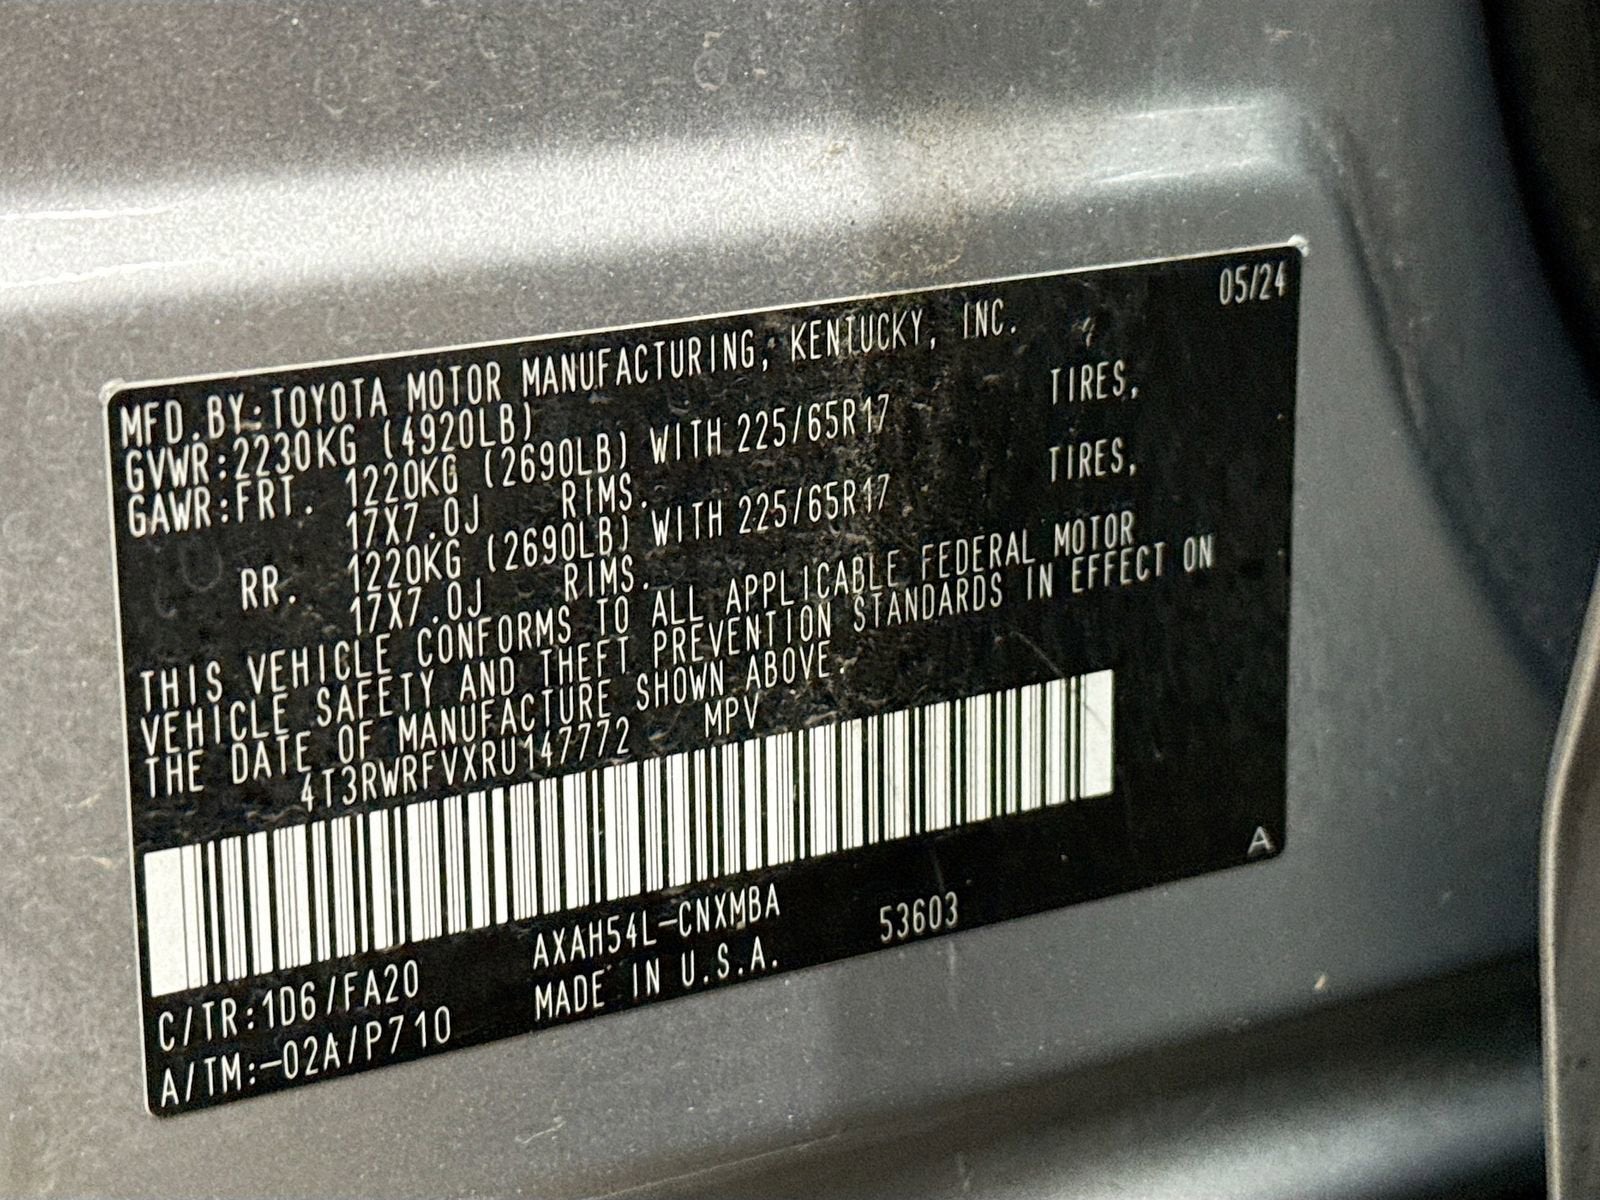 05/24
MFD.BY:TOYOTA MOTOR MANUFACTURING, KENTUCKY, INC.
GVWR:2230KG (4920LB)
GAWR:FRT. 1220KG (2690LB) WITH 225/65R17 TIRES,
17X7.0J RIMS.
RR. 1220KG (2690LB) WITH 225/65R17 TIRES,
17X7.0J RIMS.
THIS VEHICLE CONFORMS TO ALL APPLICABLE FEDERAL MOTOR
VEHICLE SAFETY AND THEFT PREVENTION STANDARDS IN EFFECT ON
THE DATE OF MANUFACTURE SHOWN ABOVE.
4T3RWRFVXRU147772 MPV
A
C/TR:1D6/FA20 AXAH54L-CNXMBA 53603
A/TM:-02A/P710 MADE IN U.S.A.